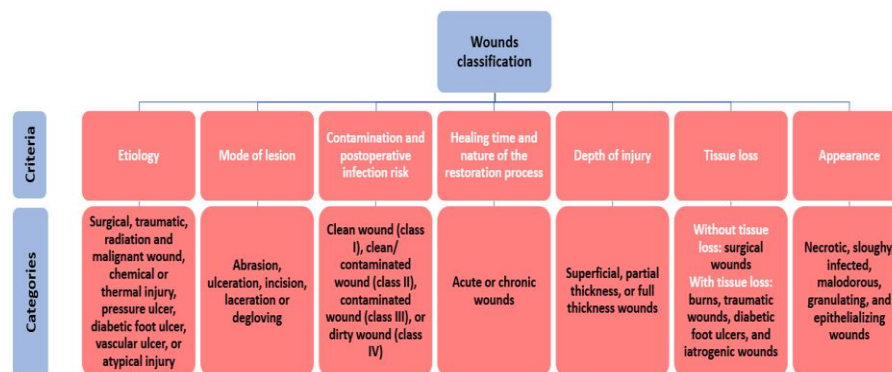 Wounds
classification
Criteria
Etiology
Mode of lesion
Contamination and
postoperative
infection risk
Healing time and
nature of the
restoration process
Depth of injury
Tissue loss
Appearance
Categories
Surgical, traumatic,
radiation and
malignant wound,
chemical or
thermal injury,
pressure ulcer,
diabetic foot ulcer,
vascular ulcer, or
atypical injury
Abrasion,
ulceration, incision,
laceration or
degloving
Clean wound (class
I), clean/
contaminated
wound (class II),
contaminated
wound (class III), or
dirty wound (class
IV)
Acute or chronic
wounds
Superficial, partial
thickness, or full
thickness wounds
Without tissue
loss: surgical
wounds
With tissue loss:
burns, traumatic
wounds, diabetic
foot ulcers, and
iatrogenic wounds
Necrotic, sloughy,
infected,
malodorous,
granulating, and
epithelializing
wounds